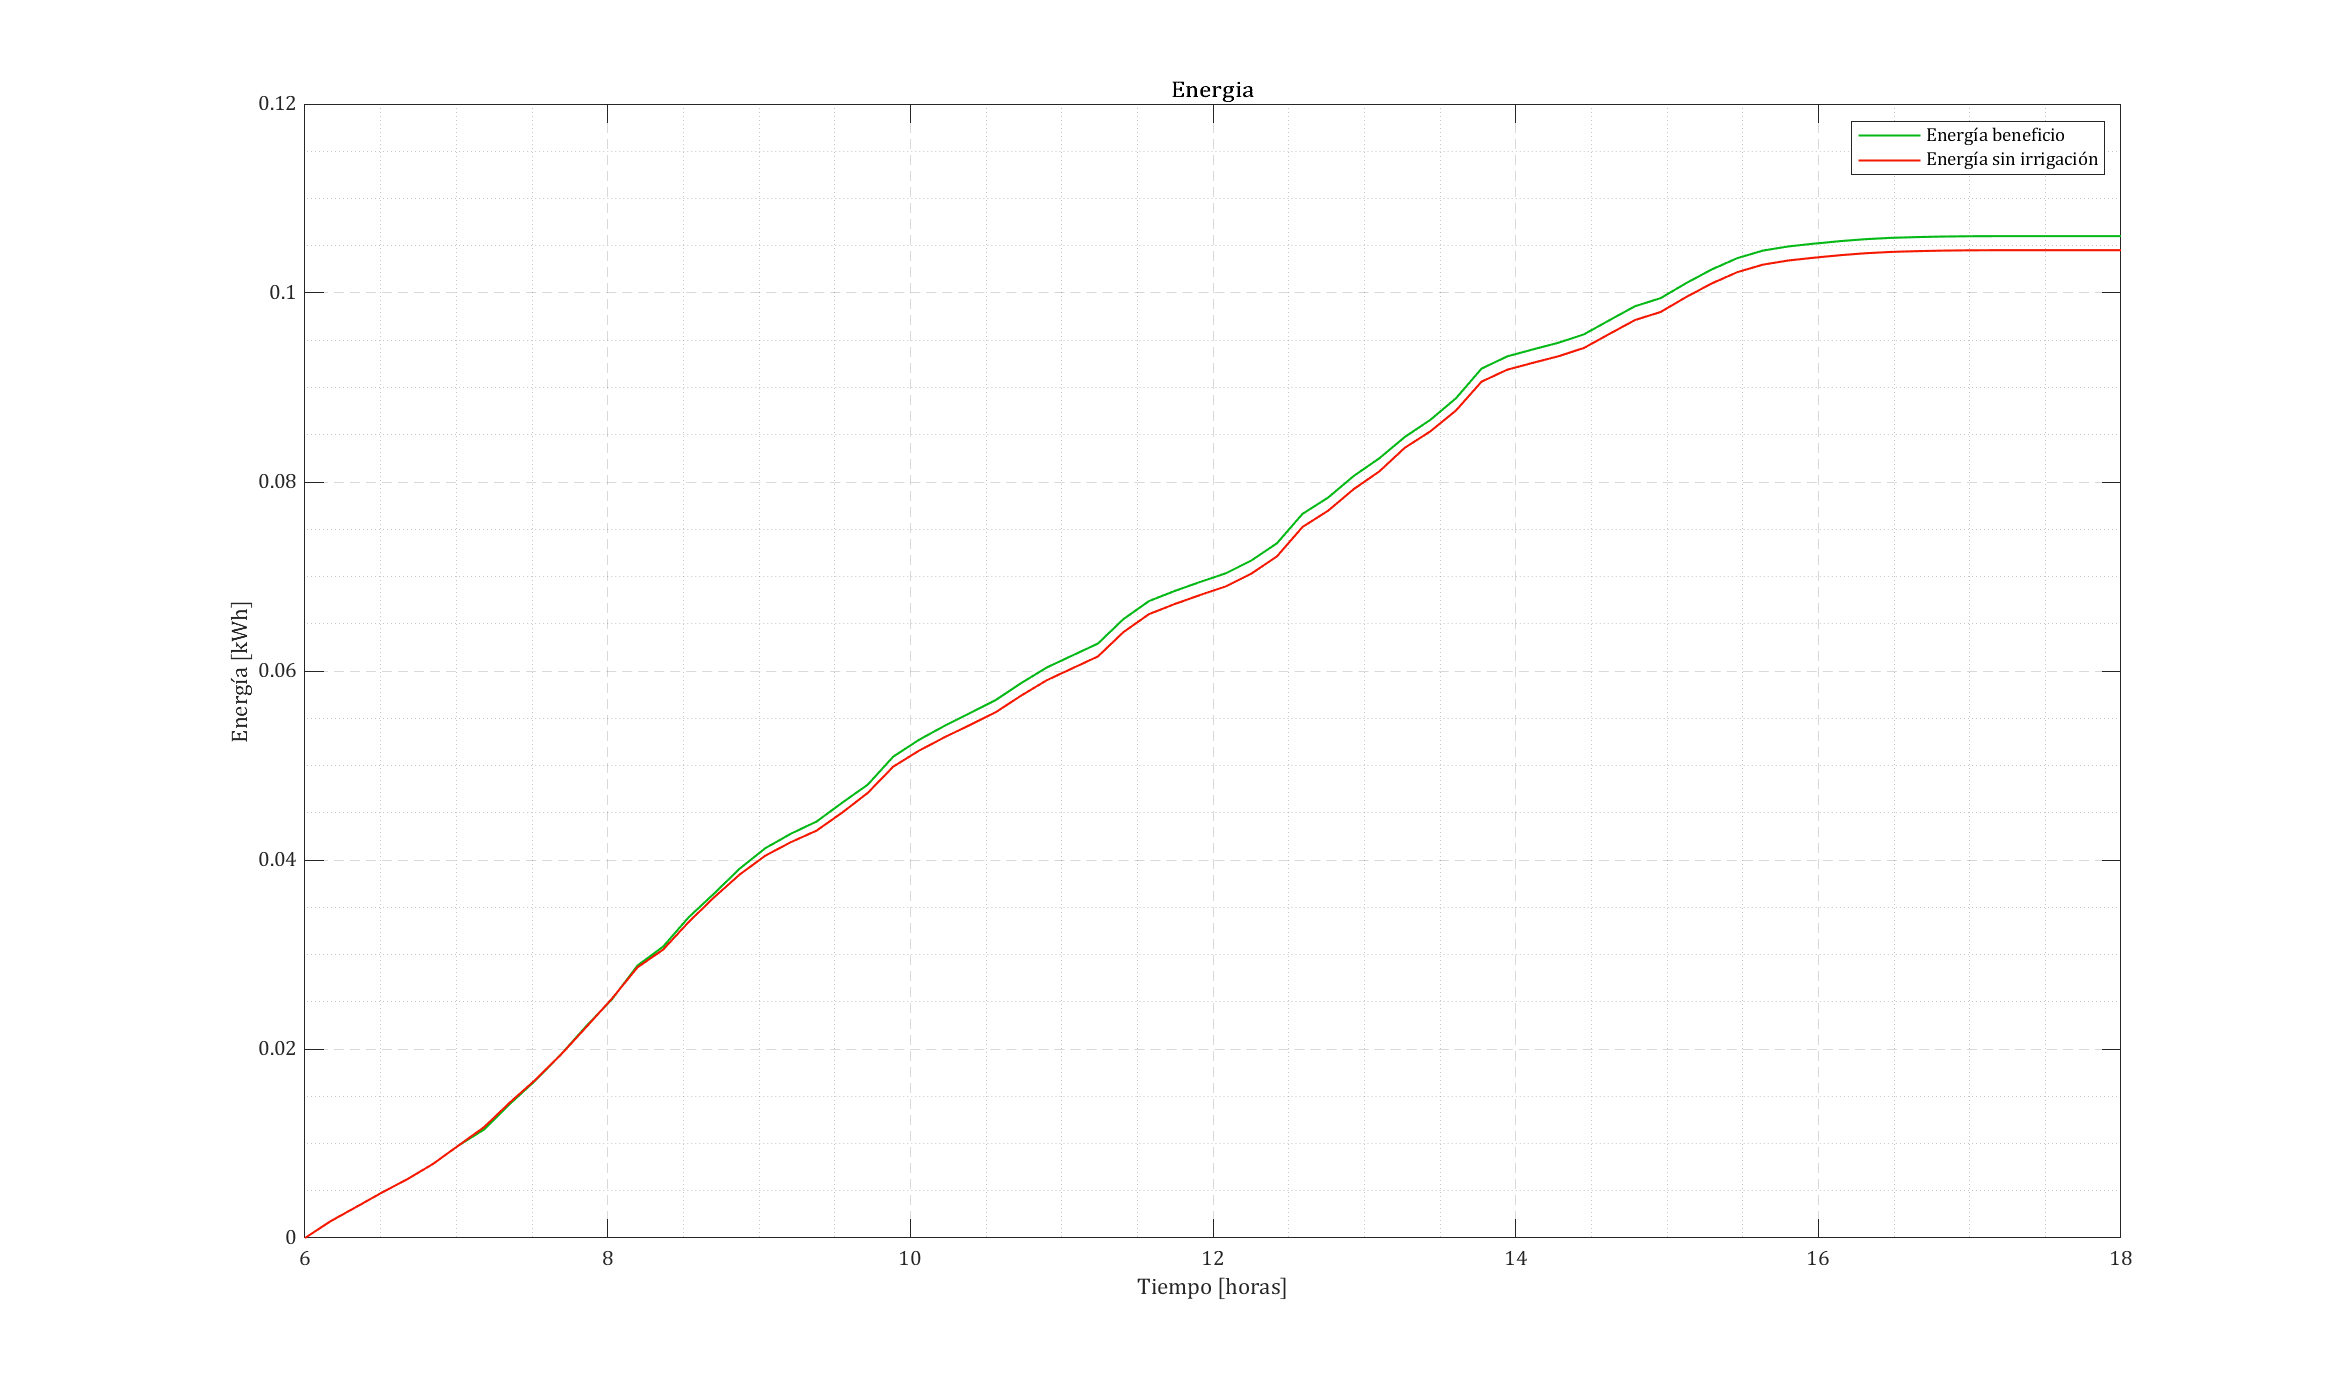 Energia
0.12
0.1
0.08
0.06
0.04
0.02
0
Energía [kWh]
6 8 10 12 14 16 18
Tiempo [horas]
Energía beneficio
Energía sin irrigación